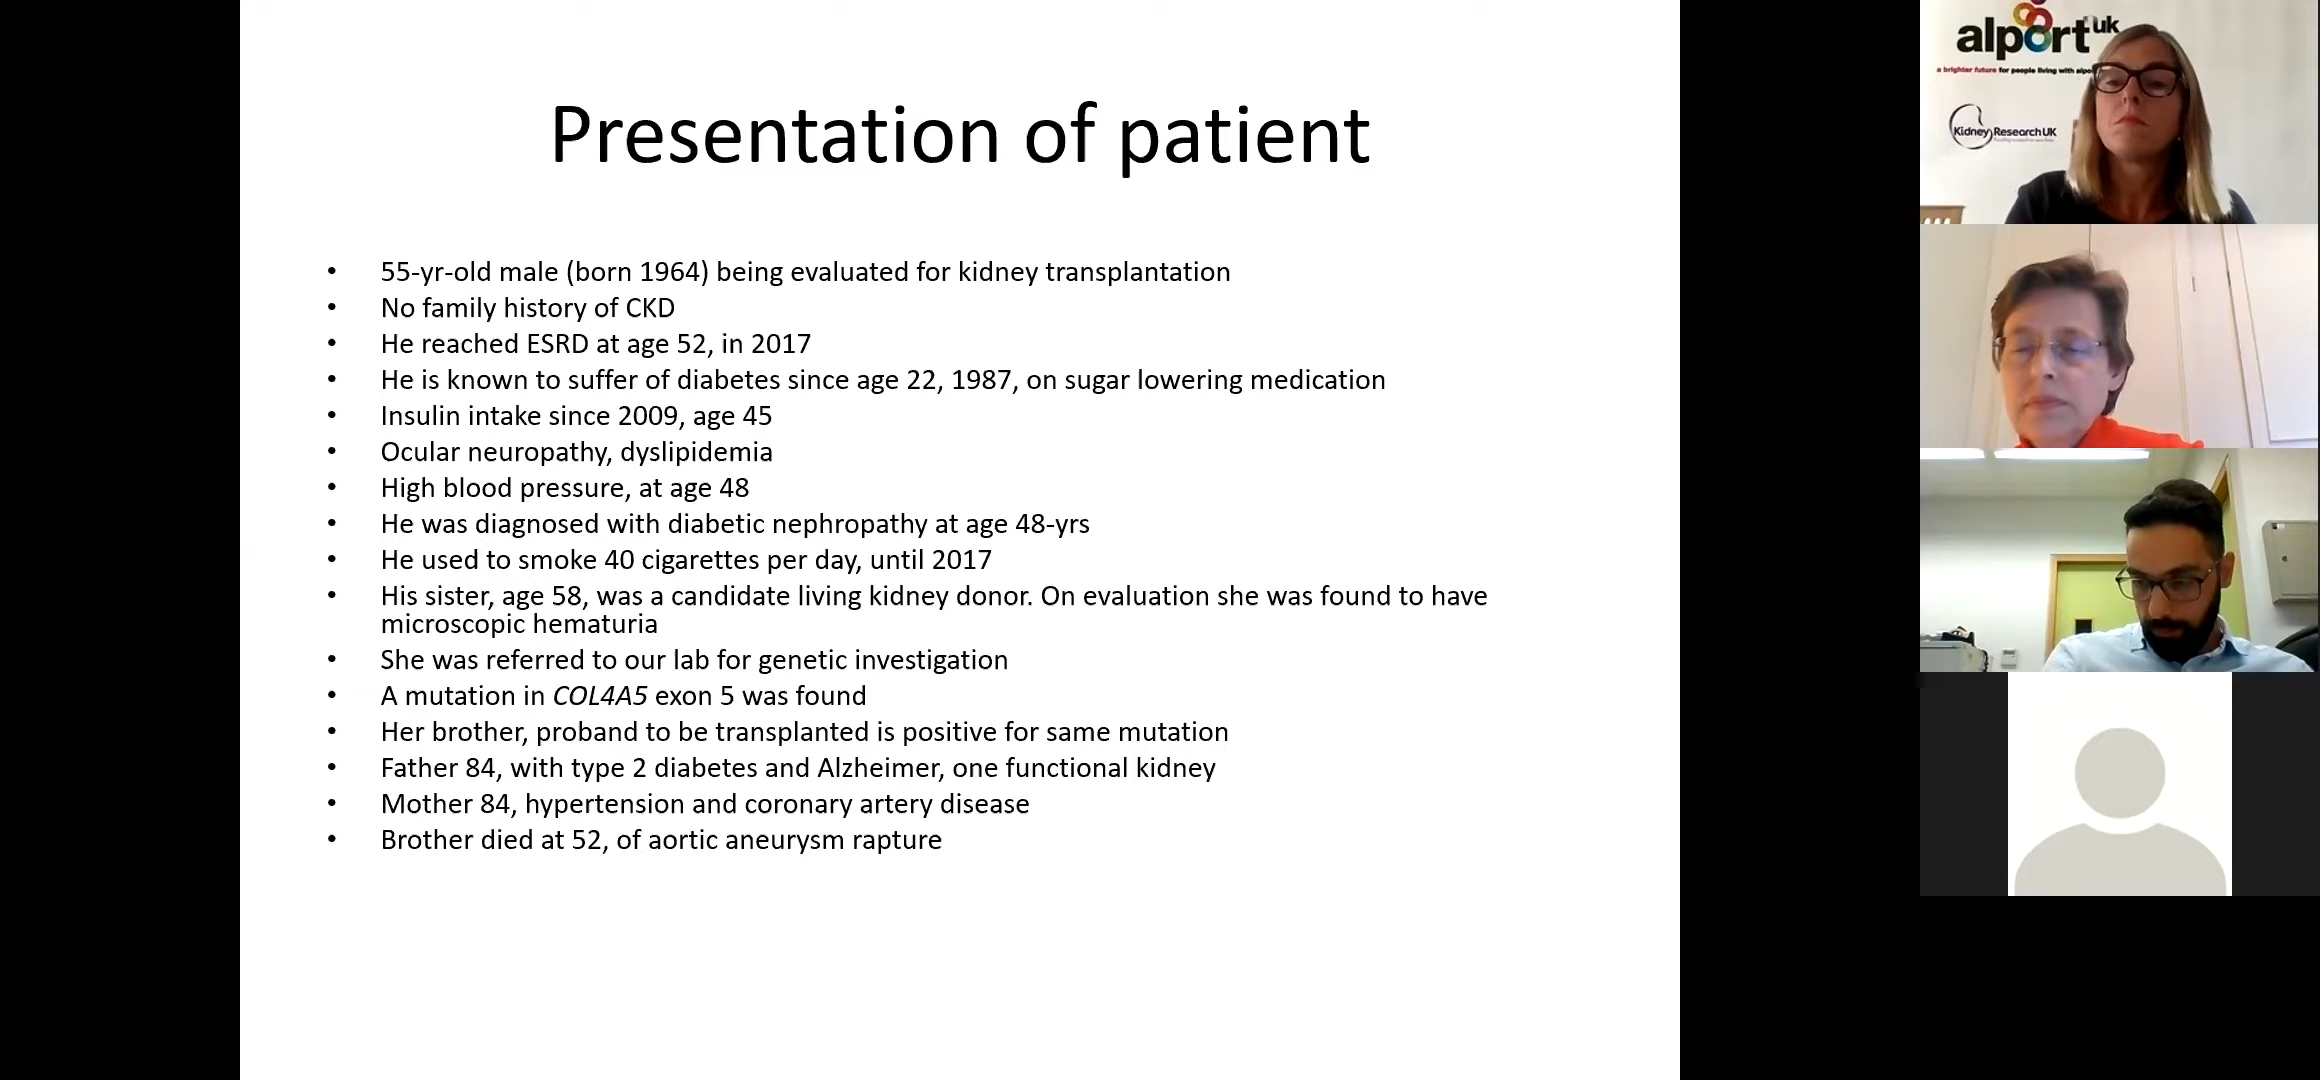 Presentation of patient
• 55-yr-old male (born 1964) being evaluated for kidney transplantation
• No family history of CKD
• He reached ESRD at age 52, in 2017
• He is known to suffer of diabetes since age 22, 1987, on sugar lowering medication
• Insulin intake since 2009, age 45
• Ocular neuropathy, dyslipidemia
• High blood pressure, at age 48
• He was diagnosed with diabetic nephropathy at age 48-yrs
• He used to smoke 40 cigarettes per day, until 2017
• His sister, age 58, was a candidate living kidney donor. On evaluation she was found to have
microscopic hematuria
• She was referred to our lab for genetic investigation
• A mutation in COL4A5 exon 5 was found
• Her brother, proband to be transplanted is positive for same mutation
• Father 84, with type 2 diabetes and Alzheimer, one functional kidney
• Mother 84, hypertension and coronary artery disease
• Brother died at 52, of aortic aneurysm rapture
alport uk
a brighter future for people living with alpo
Kidney Research UK